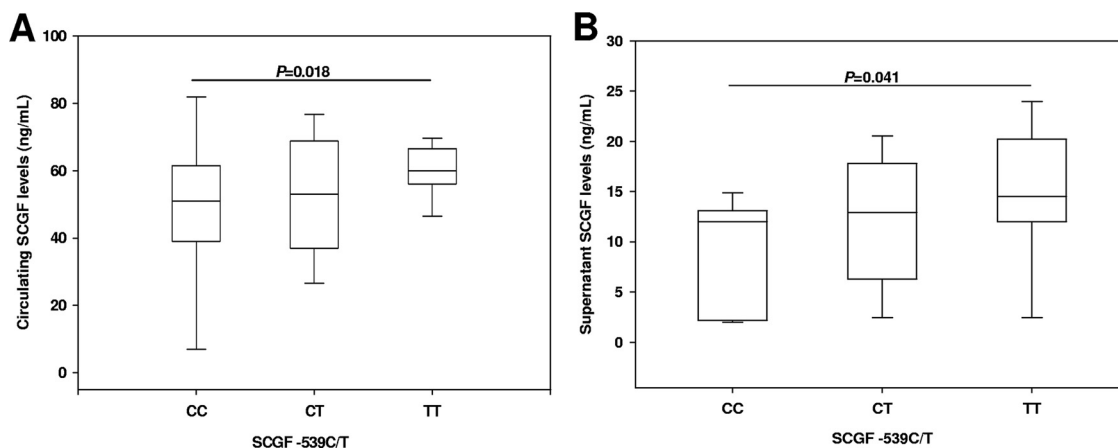 A
Circulating SCGF levels (ng/mL)
100
80
60
40
20
0
P=0.018
CC CT TT
SCGF -539C/T
B
Supernatant SCGF levels (ng/mL)
30
25
20
15
10
5
0
P=0.041
CC CT TT
SCGF -539C/T